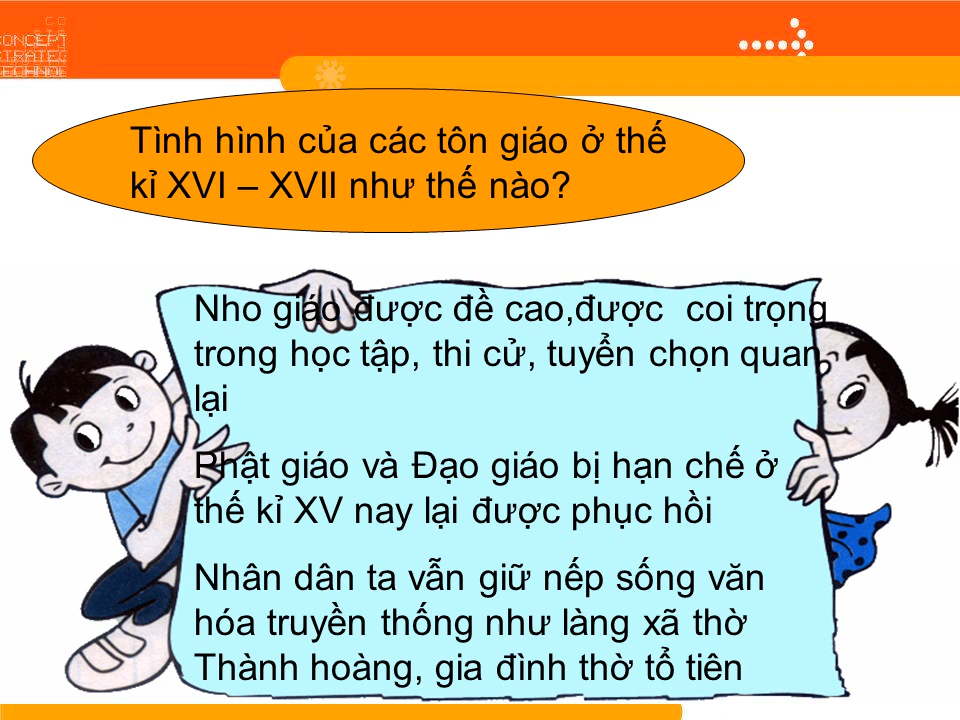 CONCEPT
Tình hình của các tôn giáo ở thế
kỉ XVI – XVII như thế nào?
Nho giáo được đề cao,được coi trọng
trong học tập, thi cử, tuyển chọn quan
lại
Phật giáo và Đạo giáo bị hạn chế ở
thế kỉ XV nay lại được phục hồi
Nhân dân ta vẫn giữ nếp sống văn
hóa truyền thống như làng xã thờ
Thành hoàng, gia đình thờ tổ tiên